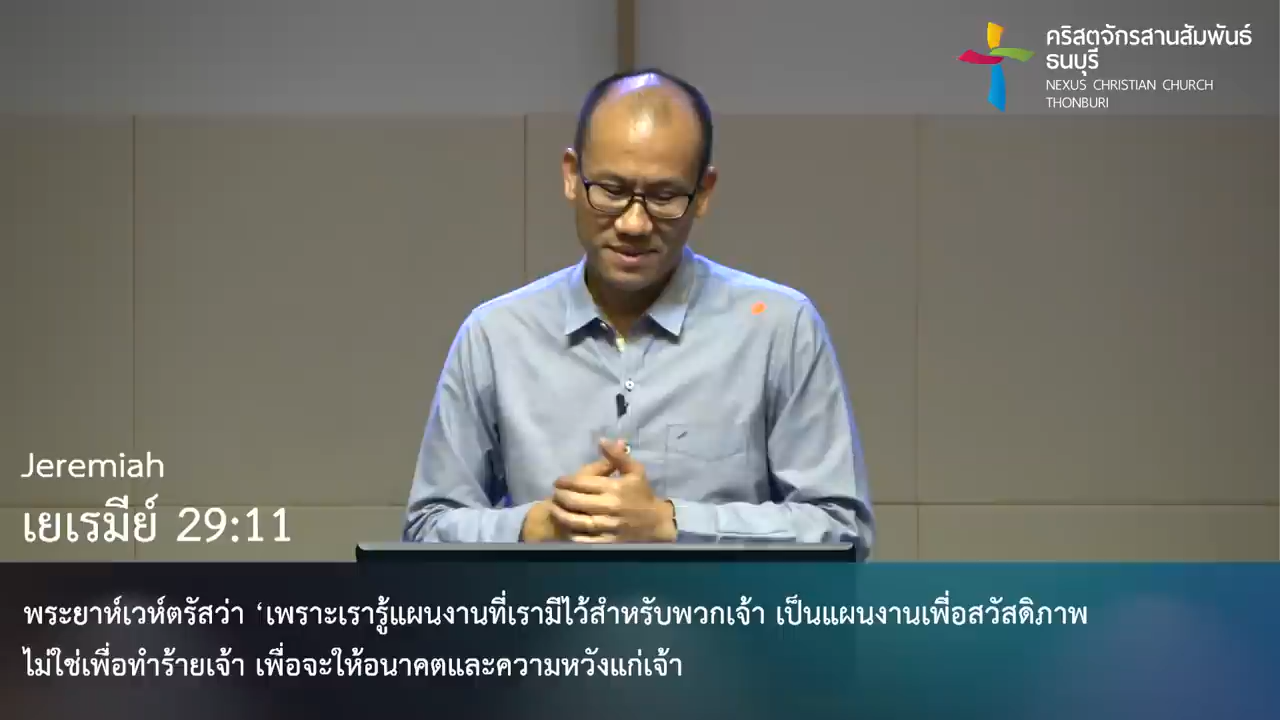 คริสตจักรสานสัมพันธ์
ธนบุรี
NEXUS CHRISTIAN CHURCH
THONBURI
Jeremiah
เยเรมีย์ 29:11
พระยาห์เวห์ตรัสว่า ‘เพราะเรารู้แผนงานที่เรามีไว้สำหรับพวกเจ้า เป็นแผนงานเพื่อสวัสดิภาพ
ไม่ใช่เพื่อทำร้ายเจ้า เพื่อจะให้อนาคตและความหวังแก่เจ้า